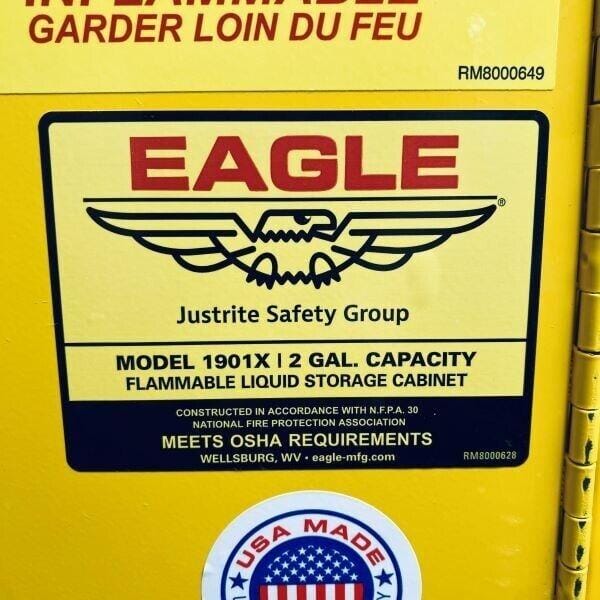 INFLAMMABLE
GARDER LOIN DU FEU
RM8000649
EAGLE
®
Justrite Safety Group
MODEL 1901X | 2 GAL. CAPACITY
FLAMMABLE LIQUID STORAGE CABINET
CONSTRUCTED IN ACCORDANCE WITH N.F.P.A. 30
NATIONAL FIRE PROTECTION ASSOCIATION
MEETS OSHA REQUIREMENTS
WELLSBURG, WV • eagle-mfg.com
RM8000628
USA MADE